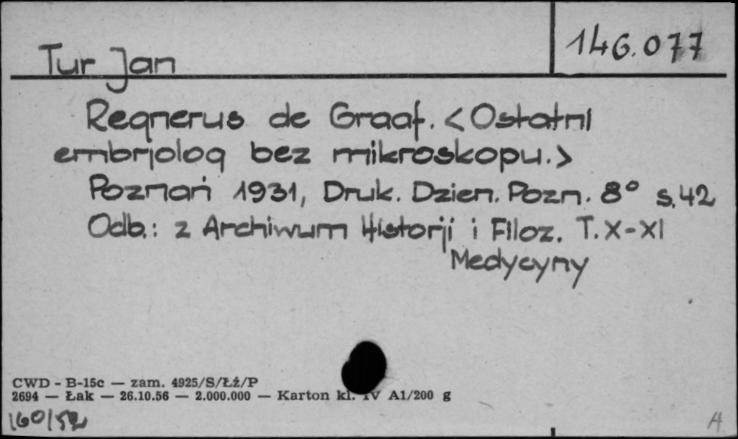 146.077
Tur Jan
Regnerus de Graaf. <Ostatni
embrjolog bez mikroskopu.>
Poznań 1931, Druk. Dzien. Pozn. 8° s. 42
Odb.: z Archiwum Historji i Filoz. T. X-XI
Medycyny
CWD - B-15c — zam. 4925/S/Łź/P
2694 — Łak — 26.10.56 — 2.000.000 — Karton kl. IV A1/200 g
160/52
A